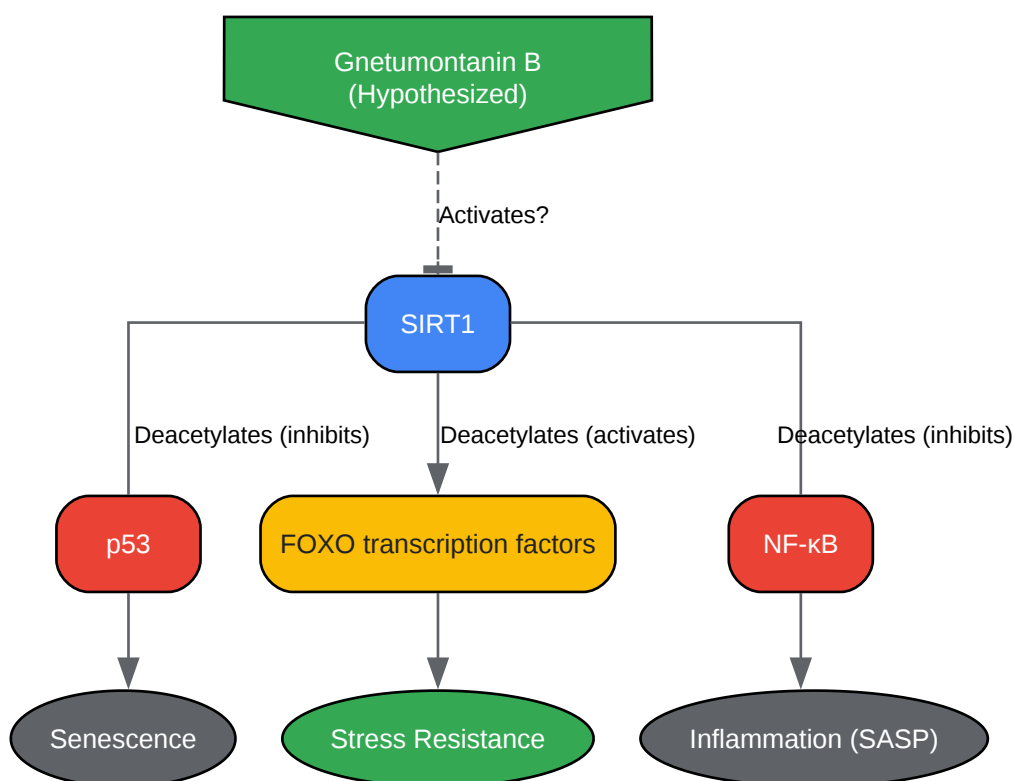 Gnetumontanin B
(Hypothesized)
Activates?
SIRT1
Deacetylates (inhibits)
Deacetylates (activates)
Deacetylates (inhibits)
p53
FOXO transcription factors
NF-κB
Senescence
Stress Resistance
Inflammation (SASP)